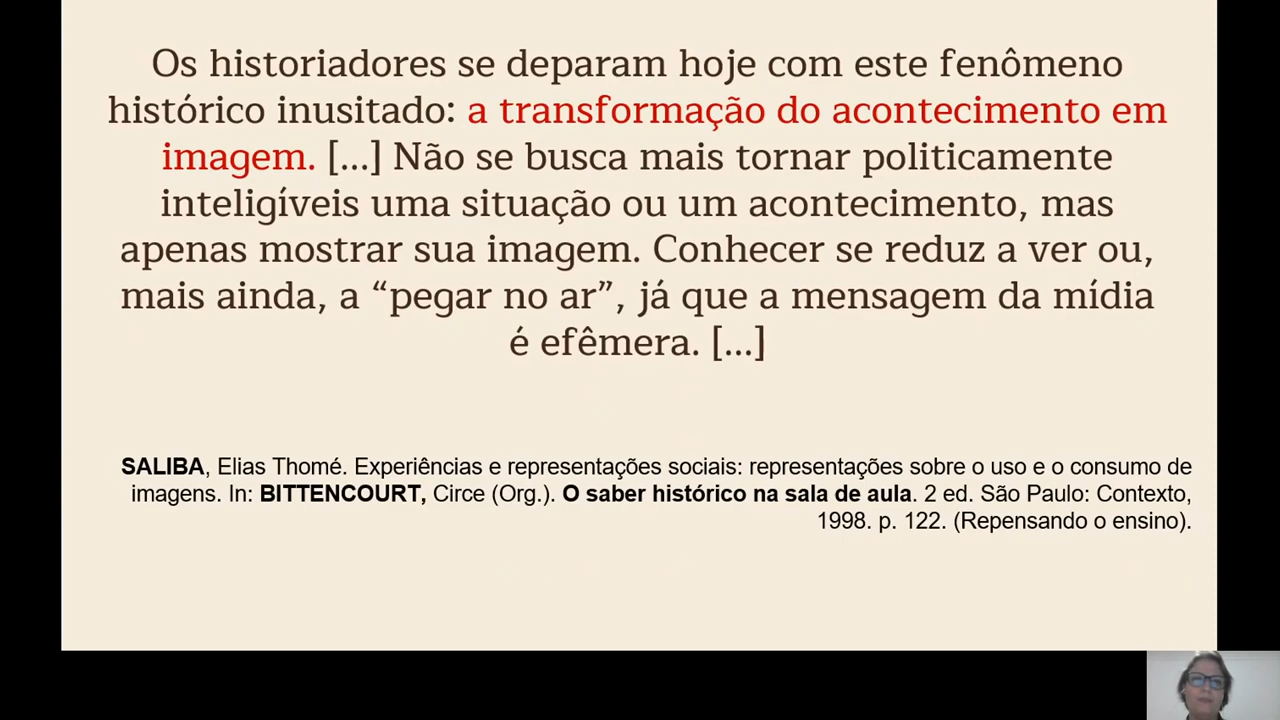 Os historiadores se deparam hoje com este fenômeno
histórico inusitado: a transformação do acontecimento em
imagem. [...] Não se busca mais tornar politicamente
inteligíveis uma situação ou um acontecimento, mas
apenas mostrar sua imagem. Conhecer se reduz a ver ou,
mais ainda, a “pegar no ar”, já que a mensagem da mídia
é efêmera. [...]
SALIBA, Elias Thomé. Experiências e representações sociais: representações sobre o uso e o consumo de
imagens. In: BITTENCOURT, Circe (Org.). O saber histórico na sala de aula. 2 ed. São Paulo: Contexto,
1998. p. 122. (Repensando o ensino).